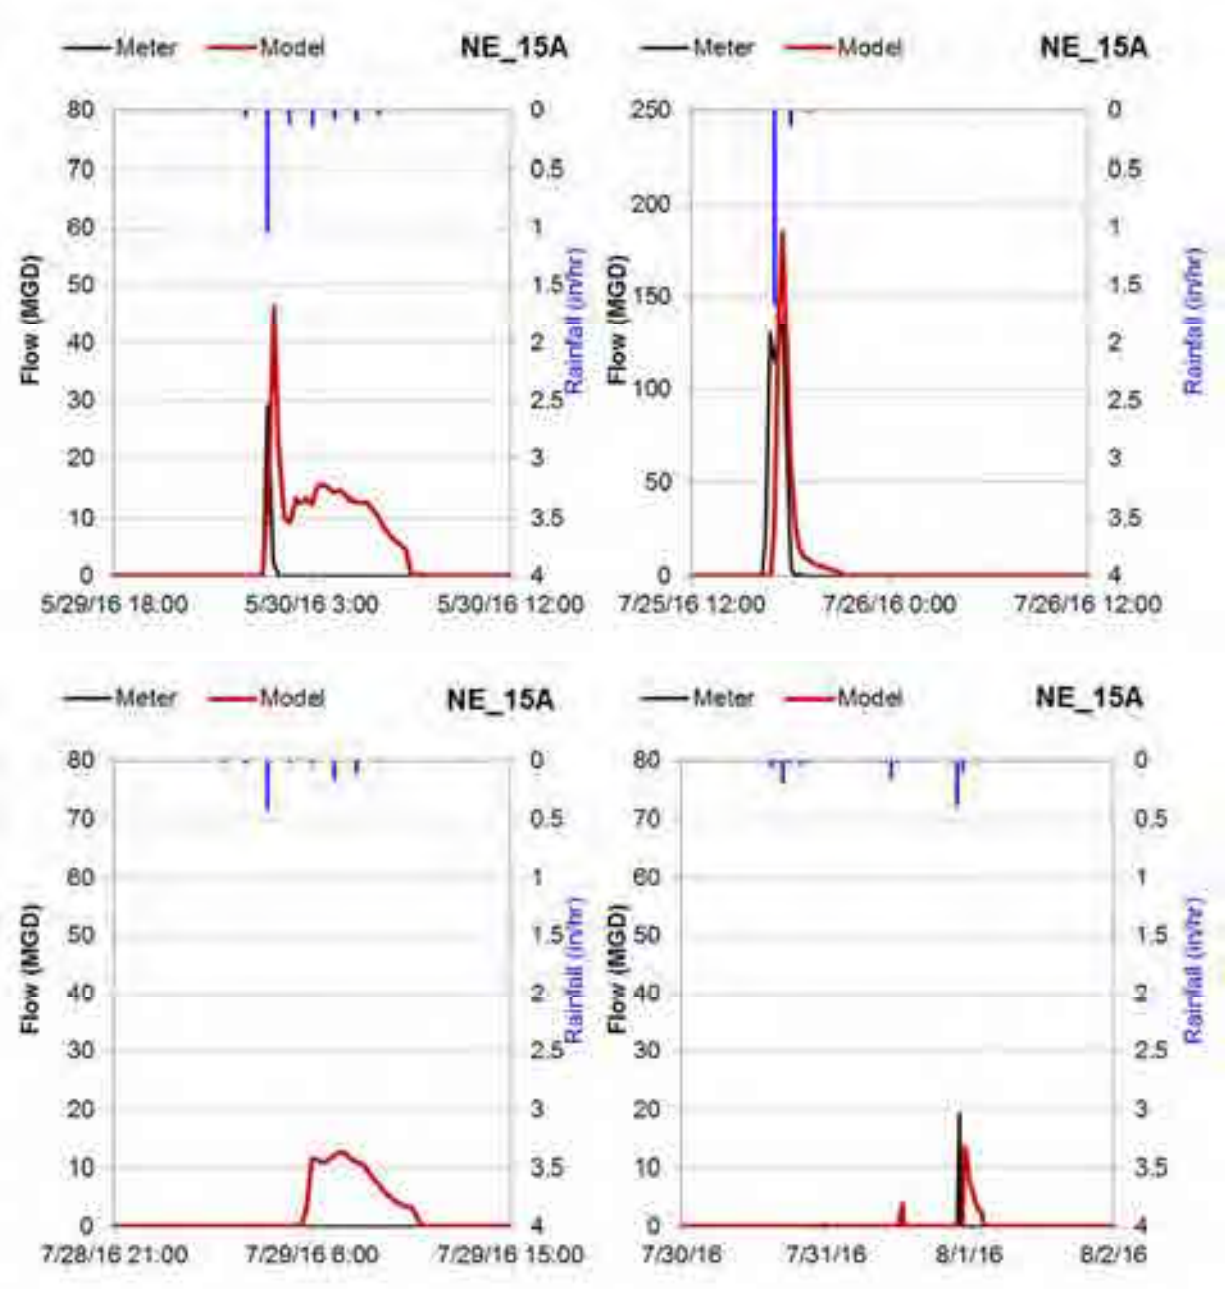 Meter Model NE_15A
80 0
70 0.5
60 1
50 1.5
40 2
30 2.5
20 3
10 3.5
0 4
Flow (MGD)
Rainfall (in/hr)
5/29/16 18:00 5/30/16 3:00 5/30/16 12:00
Meter Model NE_15A
250 0
0.5
200
1
150 1.5
2
100
2.5
3
50
3.5
0 4
Flow (MGD)
Rainfall (in/hr)
7/25/16 12:00 7/26/16 0:00 7/26/16 12:00
Meter Model NE_15A
80 0
70 0.5
60 1
50 1.5
40 2
30 2.5
20 3
10 3.5
0 4
Flow (MGD)
Rainfall (in/hr)
7/28/16 21:00 7/29/16 6:00 7/29/16 15:00
Meter Model NE_15A
80 0
70 0.5
60 1
50 1.5
40 2
30 2.5
20 3
10 3.5
0 4
Flow (MGD)
Rainfall (in/hr)
7/30/16 7/31/16 8/1/16 8/2/16